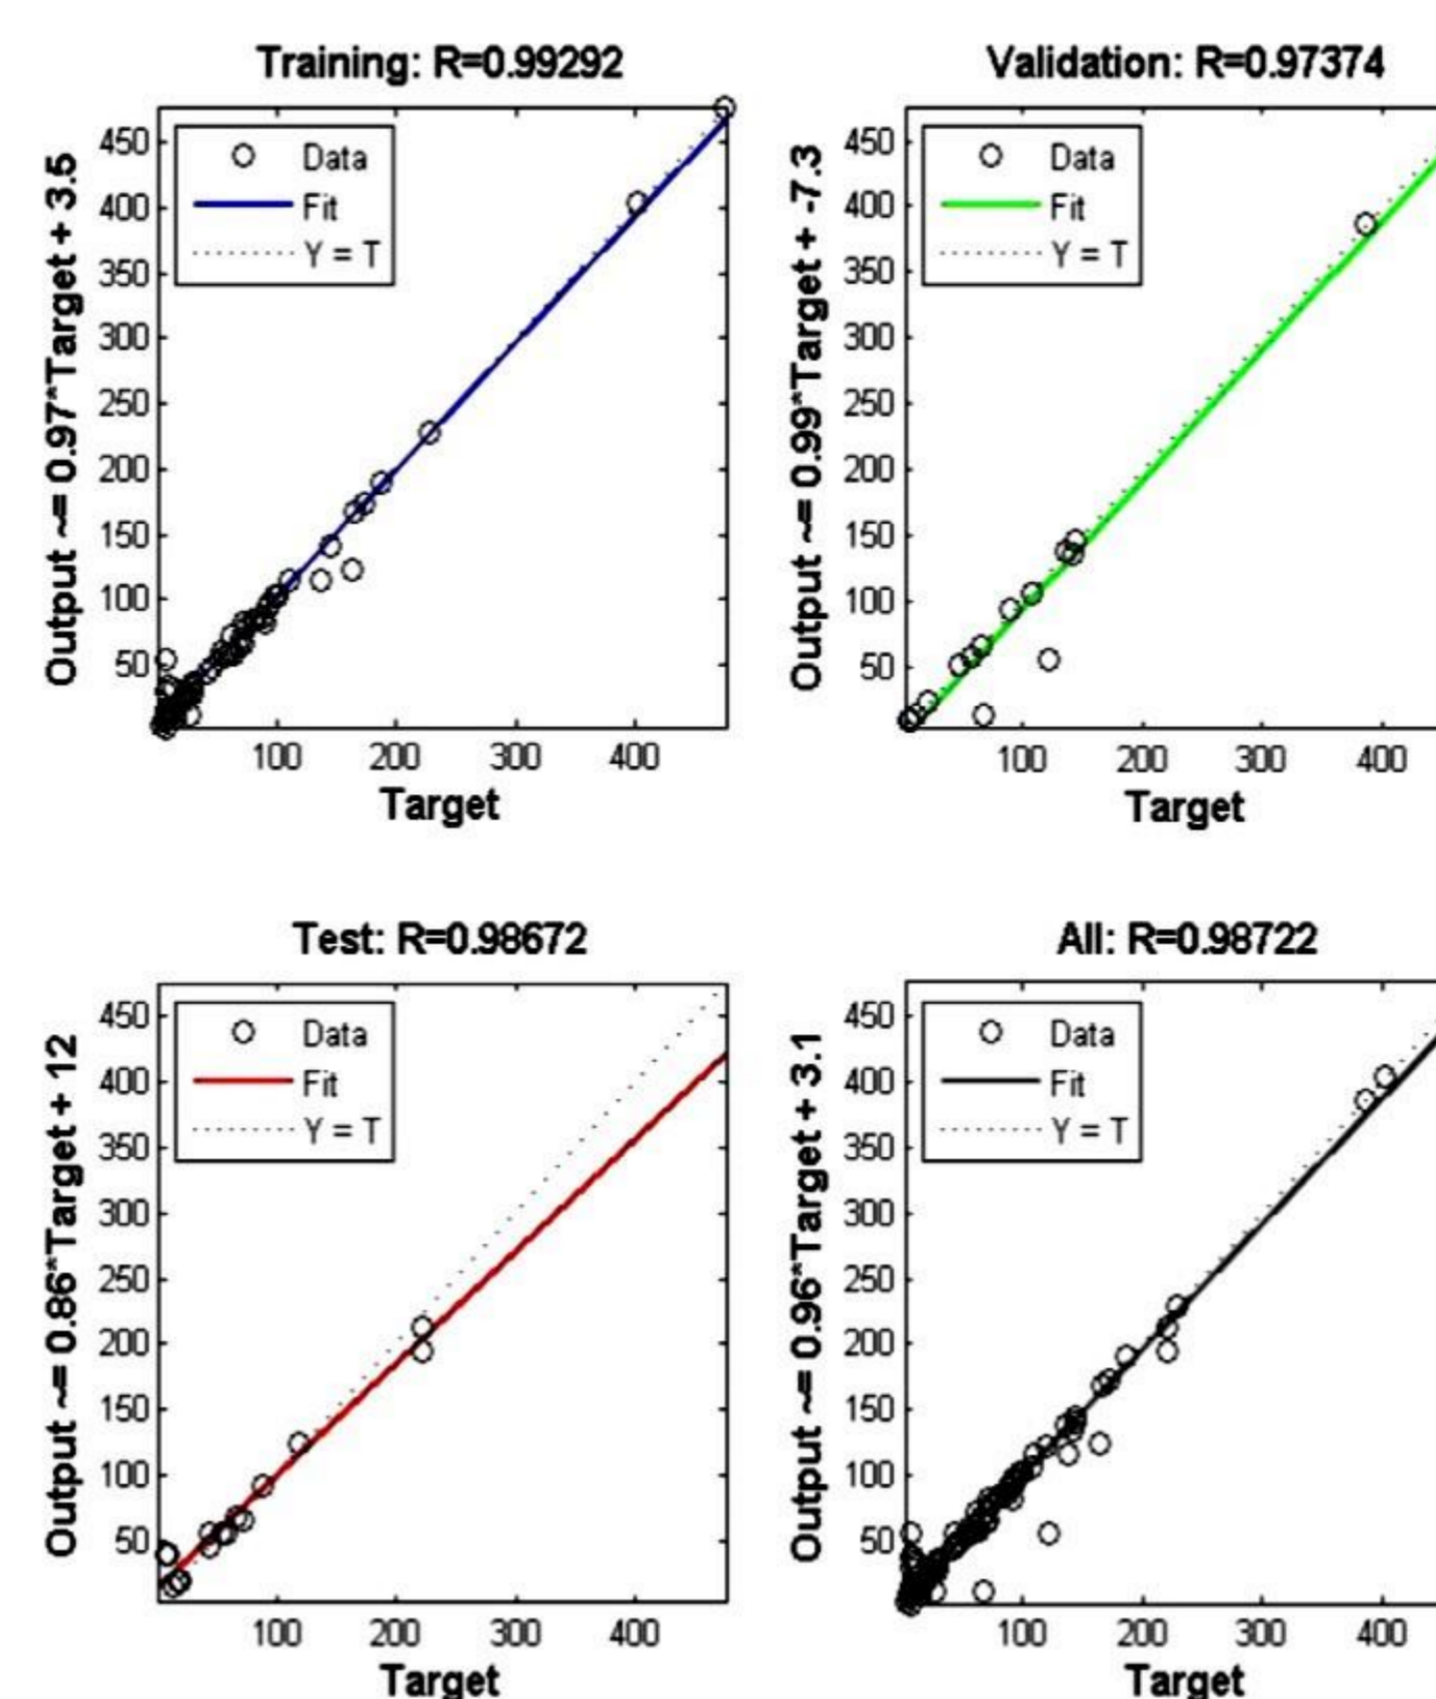 Training: R=0.99292
Output ~= 0.97*Target + 3.5
450
400
350
300
250
200
150
100
50
Data
Fit
Y = T
100 200 300 400
Target
Validation: R=0.97374
Output ~= 0.99*Target + -7.3
450
400
350
300
250
200
150
100
50
Data
Fit
Y = T
100 200 300 400
Target
Test: R=0.98672
Output ~= 0.86*Target + 12
450
400
350
300
250
200
150
100
50
Data
Fit
Y = T
100 200 300 400
Target
All: R=0.98722
Output ~= 0.96*Target + 3.1
450
400
350
300
250
200
150
100
50
Data
Fit
Y = T
100 200 300 400
Target